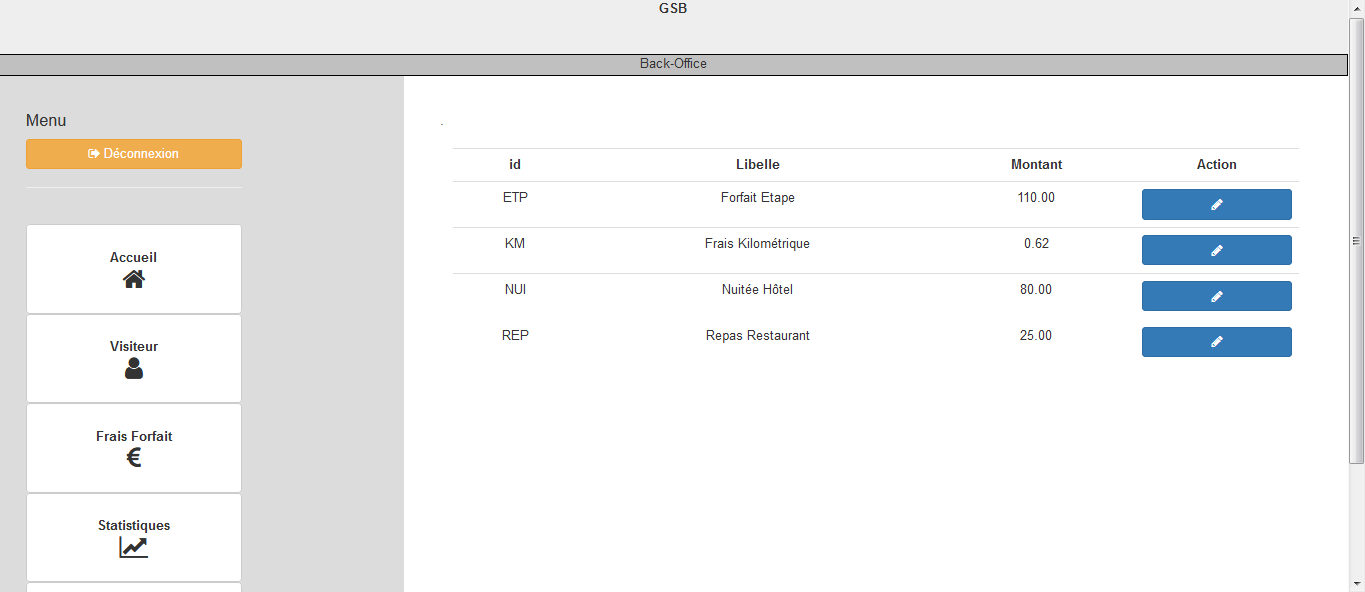 GSB
Back-Office
Menu
Déconnexion
Accueil
Visiteur
Frais Forfait
€
Statistiques
.
id Libelle Montant Action
ETP Forfait Etape 110.00
KM Frais Kilométrique 0.62
NUI Nuitée Hôtel 80.00
REP Repas Restaurant 25.00